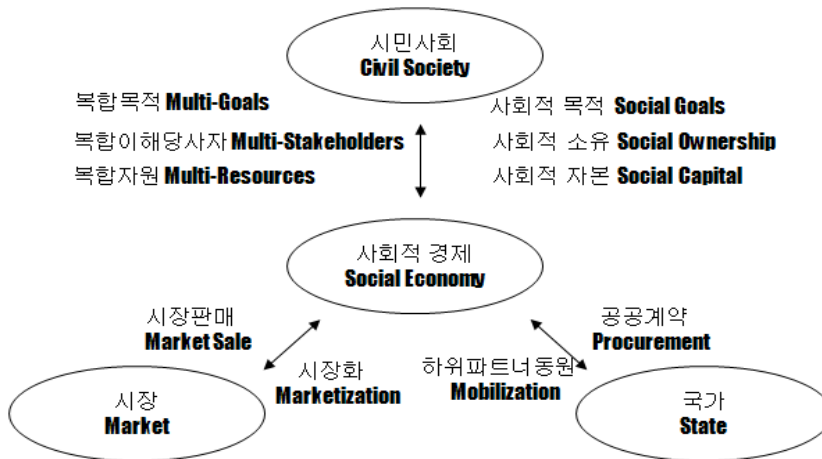 시민사회
Civil Society
복합목적 Multi-Goals
사회적 목적 Social Goals
복합이해당사자 Multi-Stakeholders
사회적 소유 Social Ownership
복합자원 Multi-Resources
사회적 자본 Social Capital
사회적 경제
Social Economy
시장판매
Market Sale
공공계약
Procurement
시장화
Marketization
하위파트너동원
Mobilization
시장
Market
국가
State